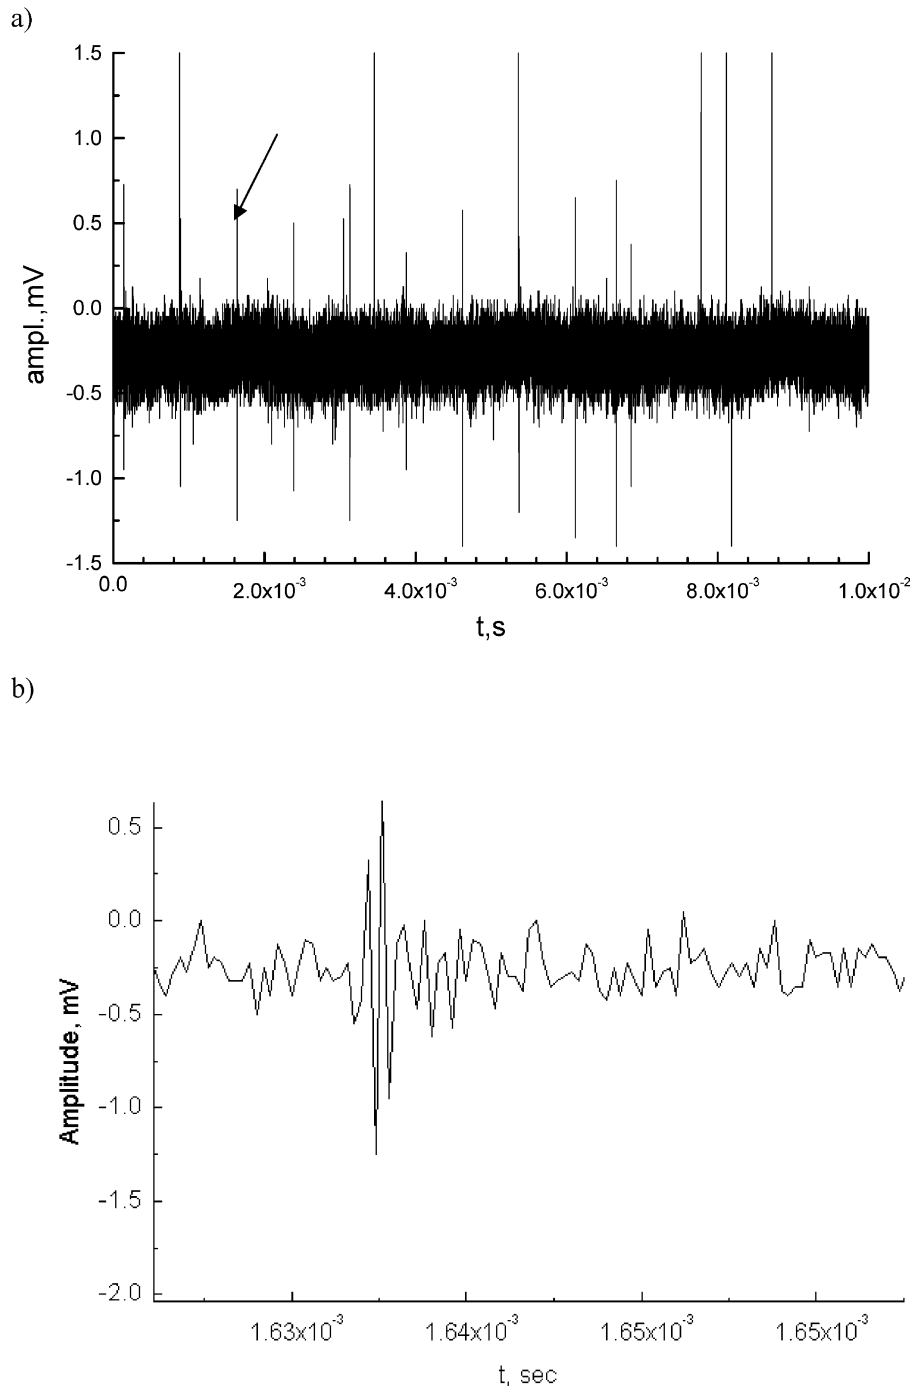 a)
1.5
1.0
0.5
0.0
-0.5
-1.0
-1.5
ampl.,mV
0.0 2.0x10⁻³ 4.0x10⁻³ 6.0x10⁻³ 8.0x10⁻³ 1.0x10⁻²
t,s
b)
0.5
0.0
-0.5
-1.0
-1.5
-2.0
Amplitude, mV
1.63x10⁻³ 1.64x10⁻³ 1.65x10⁻³ 1.65x10⁻³
t, sec